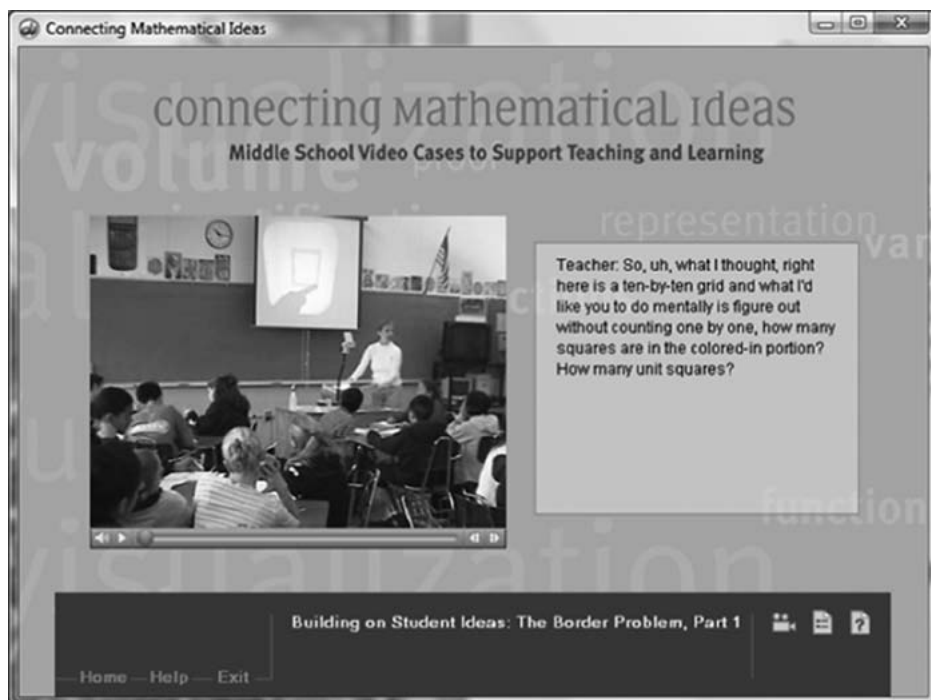 Connecting Mathematical Ideas
visualization
connecting Mathematical Ideas
Middle School Video Cases to Support Teaching and Learning
volume
proof
representation
Teacher: So, uh, what I thought, right
here is a ten-by-ten grid and what I'd
like you to do mentally is figure out
without counting one by one, how many
squares are in the colored-in portion?
How many unit squares?
function
visualization
Building on Student Ideas: The Border Problem, Part 1
Home Help Exit